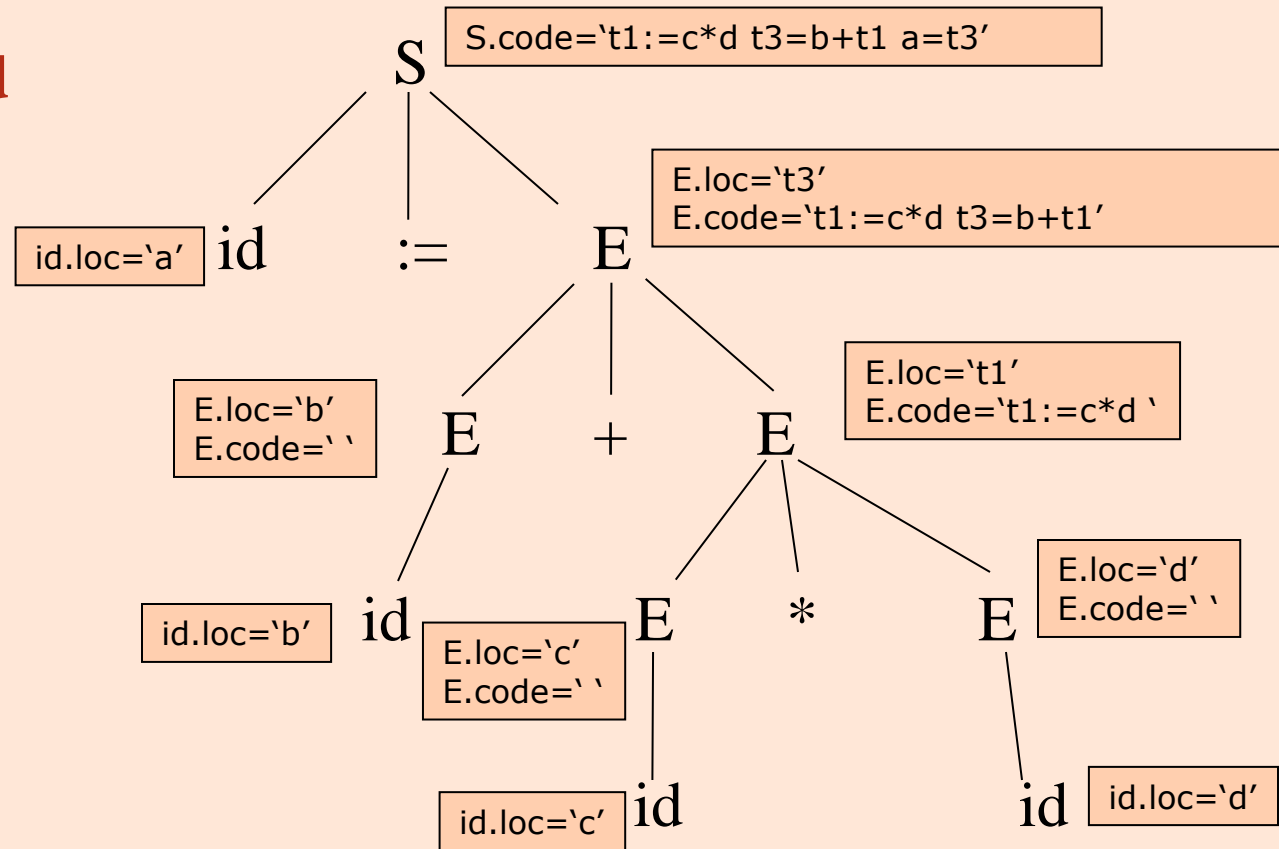 S.code=‘t1:=c*d t3=b+t1 a=t3’
S
E.loc=‘t3’
E.code=‘t1:=c*d t3=b+t1’
id.loc=‘a’ id := E
E.loc=‘t1’
E.code=‘t1:=c*d ‘
E.loc=‘b’
E.code=‘ ‘
E + E
E.loc=‘d’
E.code=‘ ‘
id.loc=‘b’ id E * E
E.loc=‘c’
E.code=‘ ‘
id.loc=‘c’ id id id.loc=‘d’